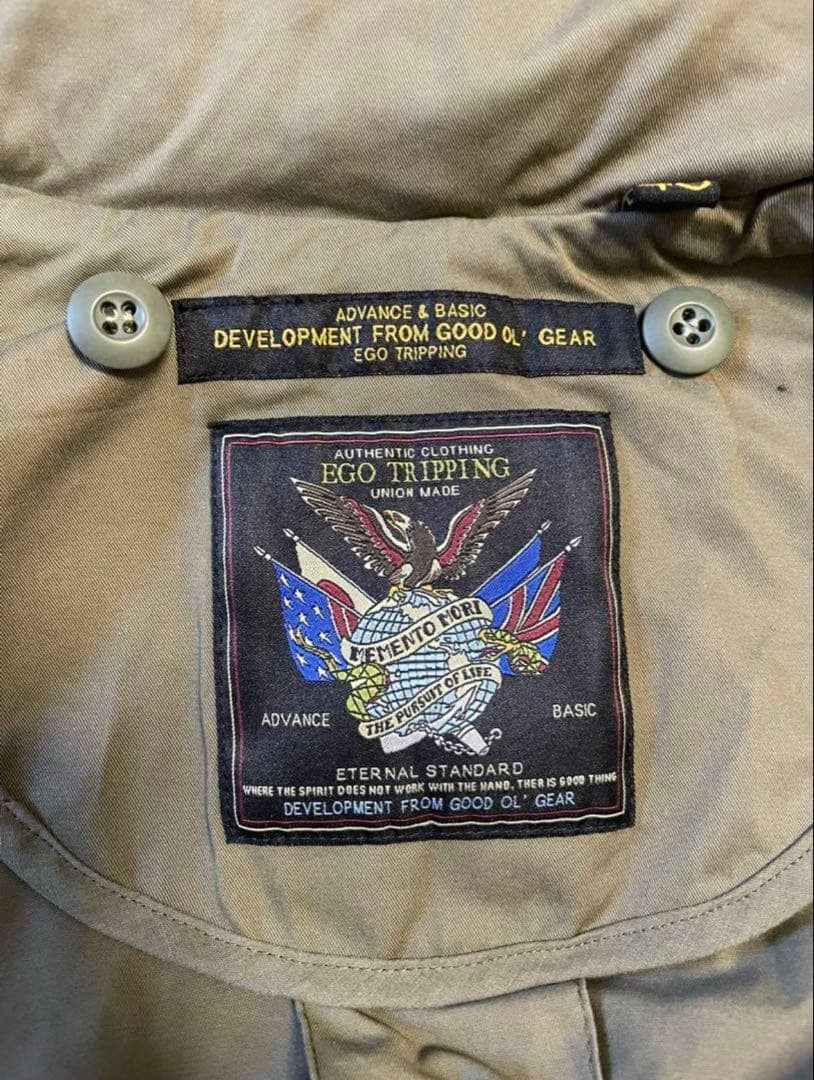 ADVANCE & BASIC
DEVELOPMENT FROM GOOD OL' GEAR
EGO TRIPPING
AUTHENTIC CLOTHING
EGO TRIPPING
UNION MADE
MEMENTO MORI
THE PURSUIT OF LIFE
ADVANCE
BASIC
ETERNAL STANDARD
WHERE THE SPIRIT DOES NOT WORK WITH THE HAND, THER IS GOOD THING
DEVELOPMENT FROM GOOD OL' GEAR